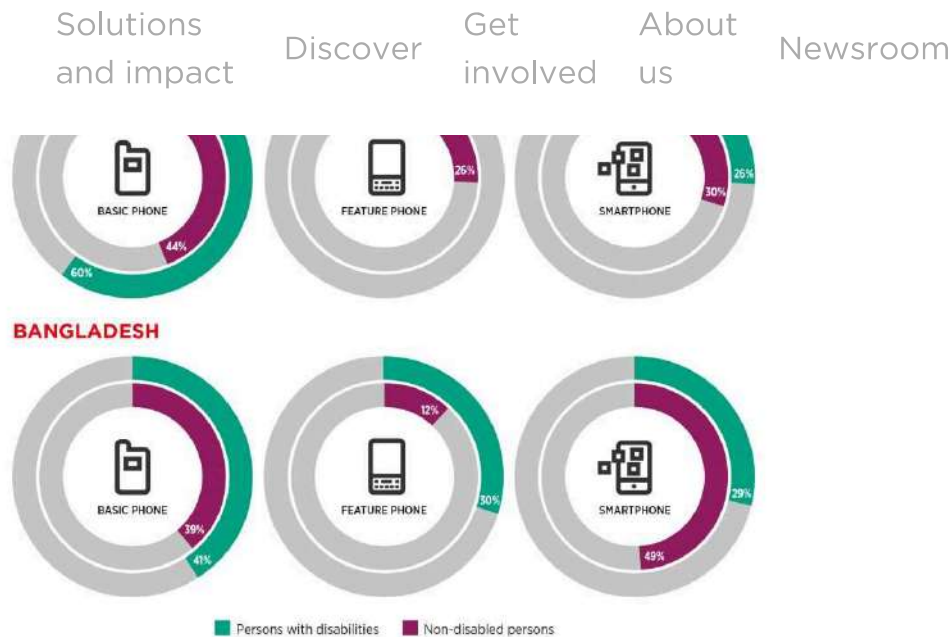 Solutions
and impact
Discover
Get
involved
About
us
Newsroom
26%
26%
30%
BASIC PHONE
FEATURE PHONE
SMARTPHONE
44%
60%
BANGLADESH
12%
BASIC PHONE
FEATURE PHONE
SMARTPHONE
30%
29%
39%
41%
49%
Persons with disabilities
Non-disabled persons